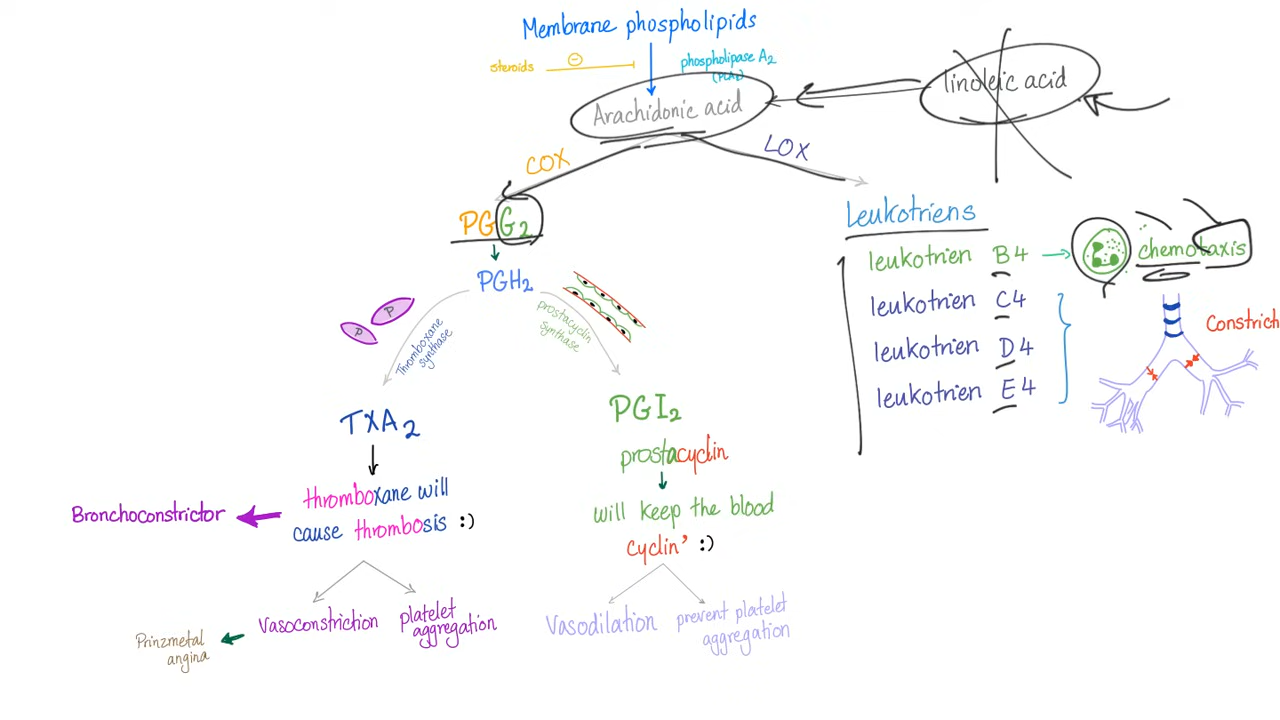 Membrane phospholipids
steroids
phospholipase A2
(PLA2)
Arachidonic acid
linoleic acid
COX
LOX
PGG2
PGH2
P
P
Thromboxane
synthase
prostacyclin
synthase
Leukotriens
leukotrien B4
chemotaxis
leukotrien C4
leukotrien D4
leukotrien E4
Constrict
TXA2
thromboxane will
cause thrombosis :)
Bronchoconstrictor
PGI2
prostacyclin
will keep the blood
cyclin' :)
Vasoconstriction
platelet
aggregation
Prinzmetal
angina
Vasodilation
prevent platelet
aggregation